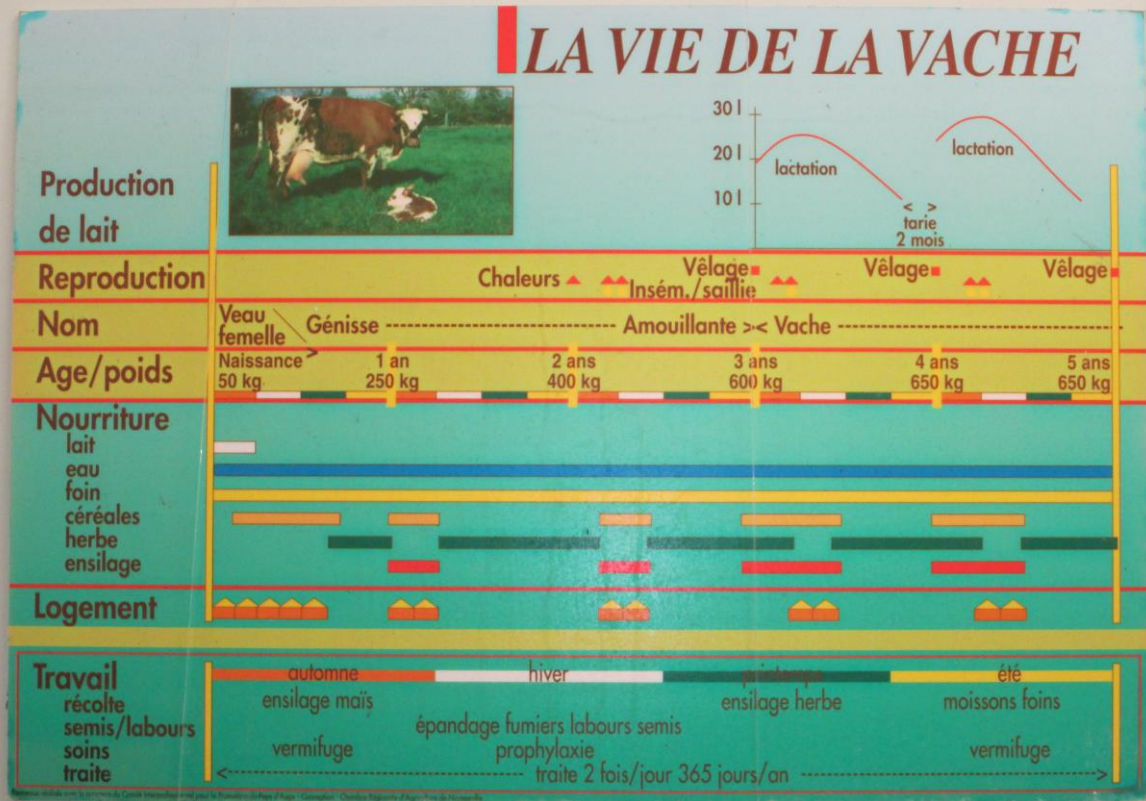 LA VIE DE LA VACHE
30 l
20 l
10 l
lactation
lactation
tarie
2 mois
Production
de lait
Reproduction
Chaleurs
Vêlage
Insém./saillie
Vêlage
Vêlage
Nom
Veau
femelle
Génisse
Amouillante >< Vache
Age/poids
Naissance >
50 kg
1 an
250 kg
2 ans
400 kg
3 ans
600 kg
4 ans
650 kg
5 ans
650 kg
Nourriture
lait
eau
foin
céréales
herbe
ensilage
Logement
Travail
automne
hiver
printemps
été
récolte
ensilage maïs
ensilage herbe
moissons foins
semis/labours
épandage fumiers labours semis
soins
vermifuge
prophylaxie
vermifuge
traite
traite 2 fois/jour 365 jours/an